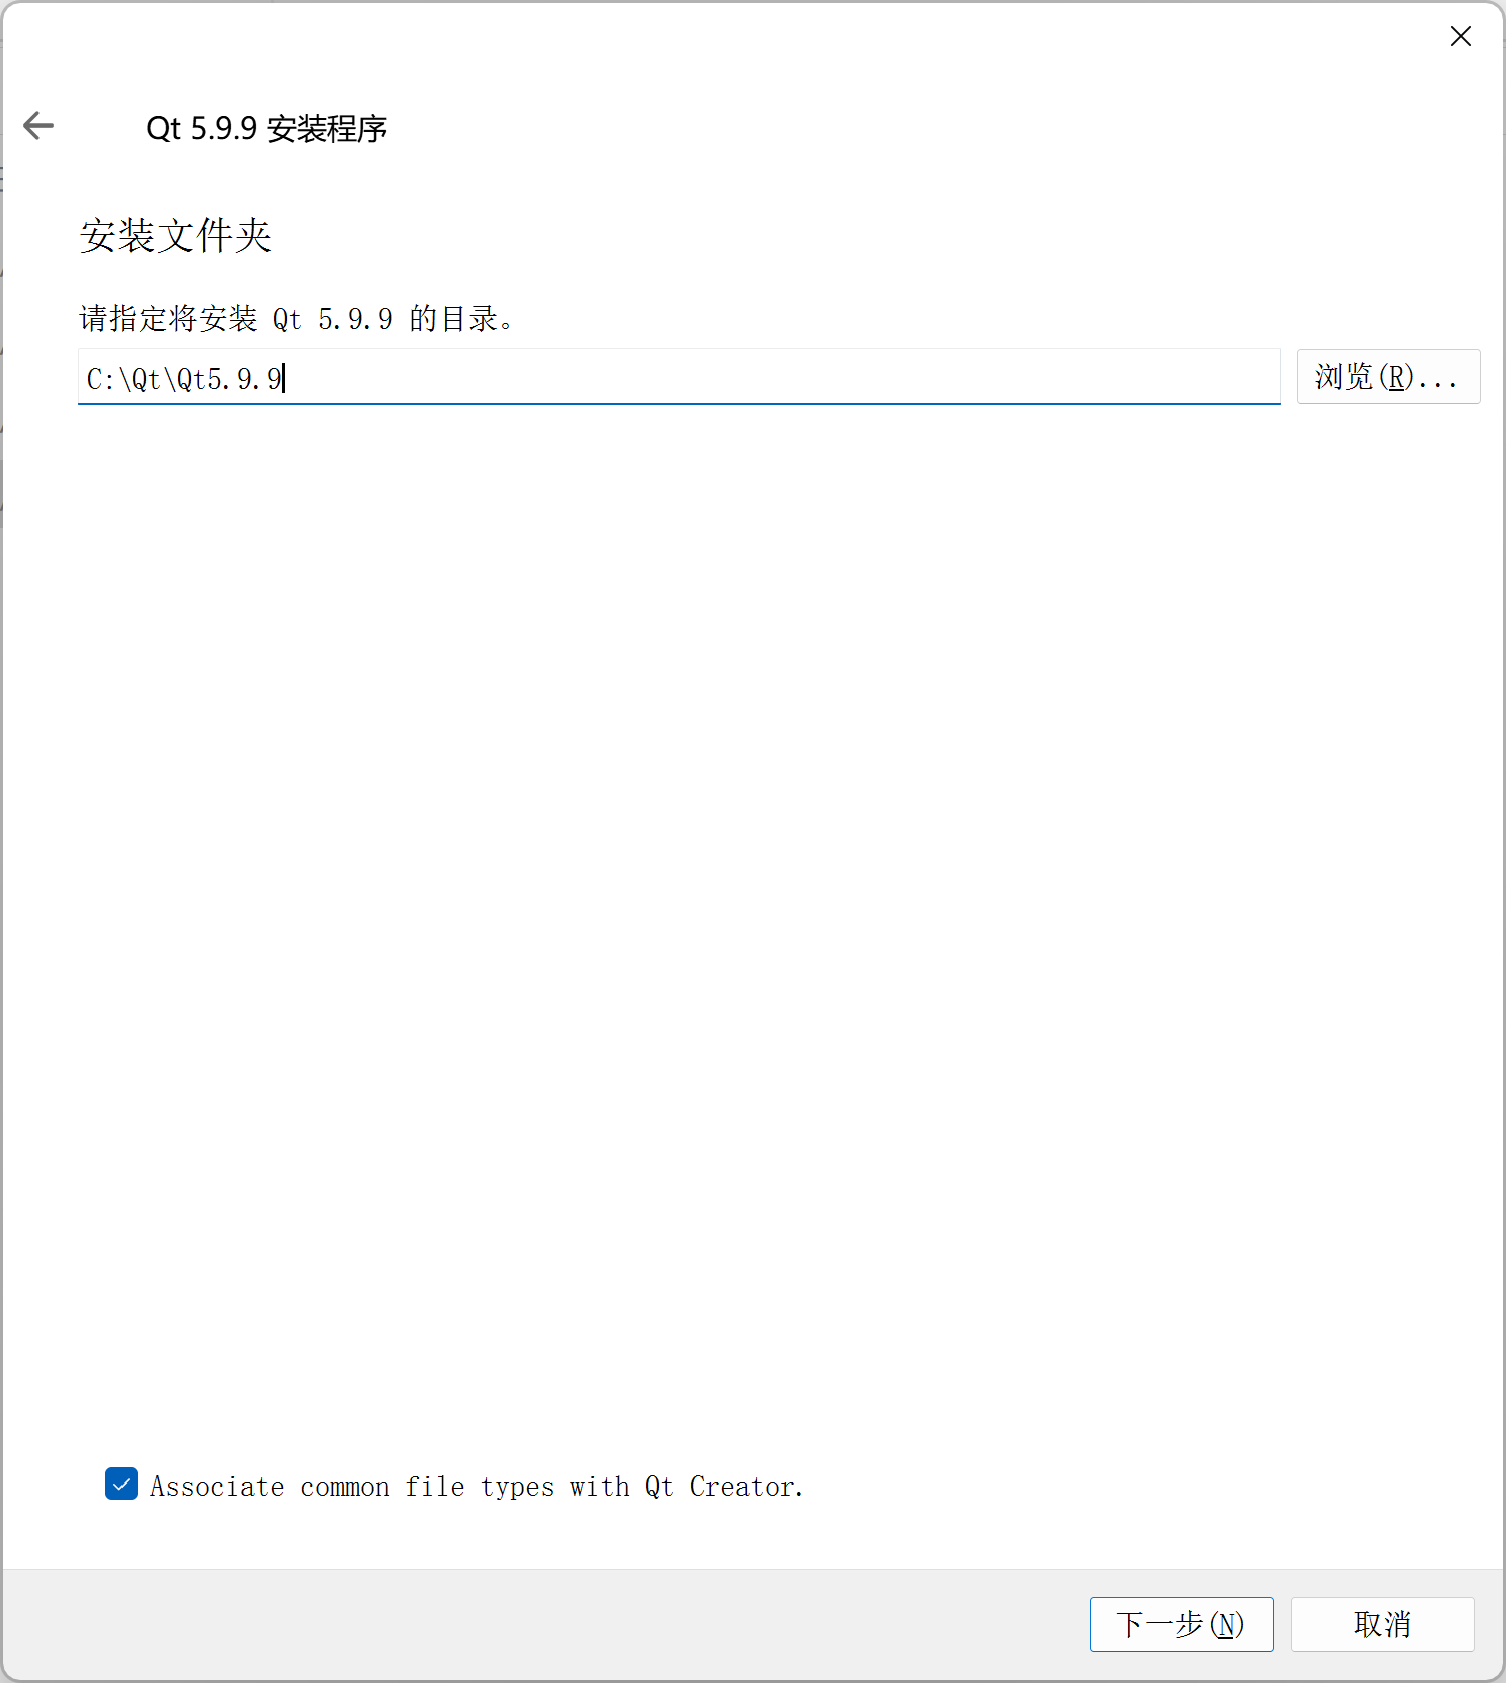 Qt 5.9.9 安装程序
安装文件夹
请指定将安装 Qt 5.9.9 的目录。
C:\Qt\Qt5.9.9
浏览(R)...
Associate common file types with Qt Creator.
下一步(N)
取消